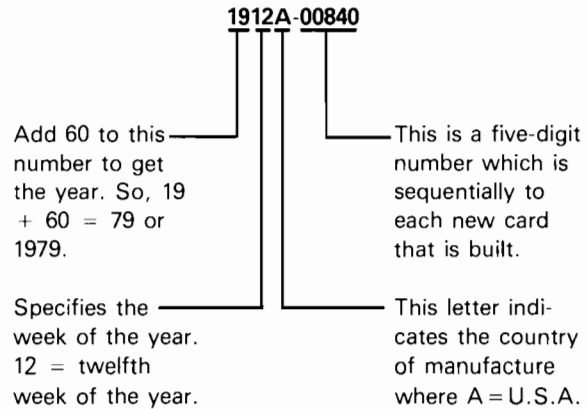 1912A-00840
Add 60 to this
number to get
the year. So, 19
+ 60 = 79 or
1979.
This is a five-digit
number which is
sequentially to
each new card
that is built.
Specifies the
week of the year.
12 = twelfth
week of the year.
This letter indi-
cates the country
of manufacture
where A = U.S.A.